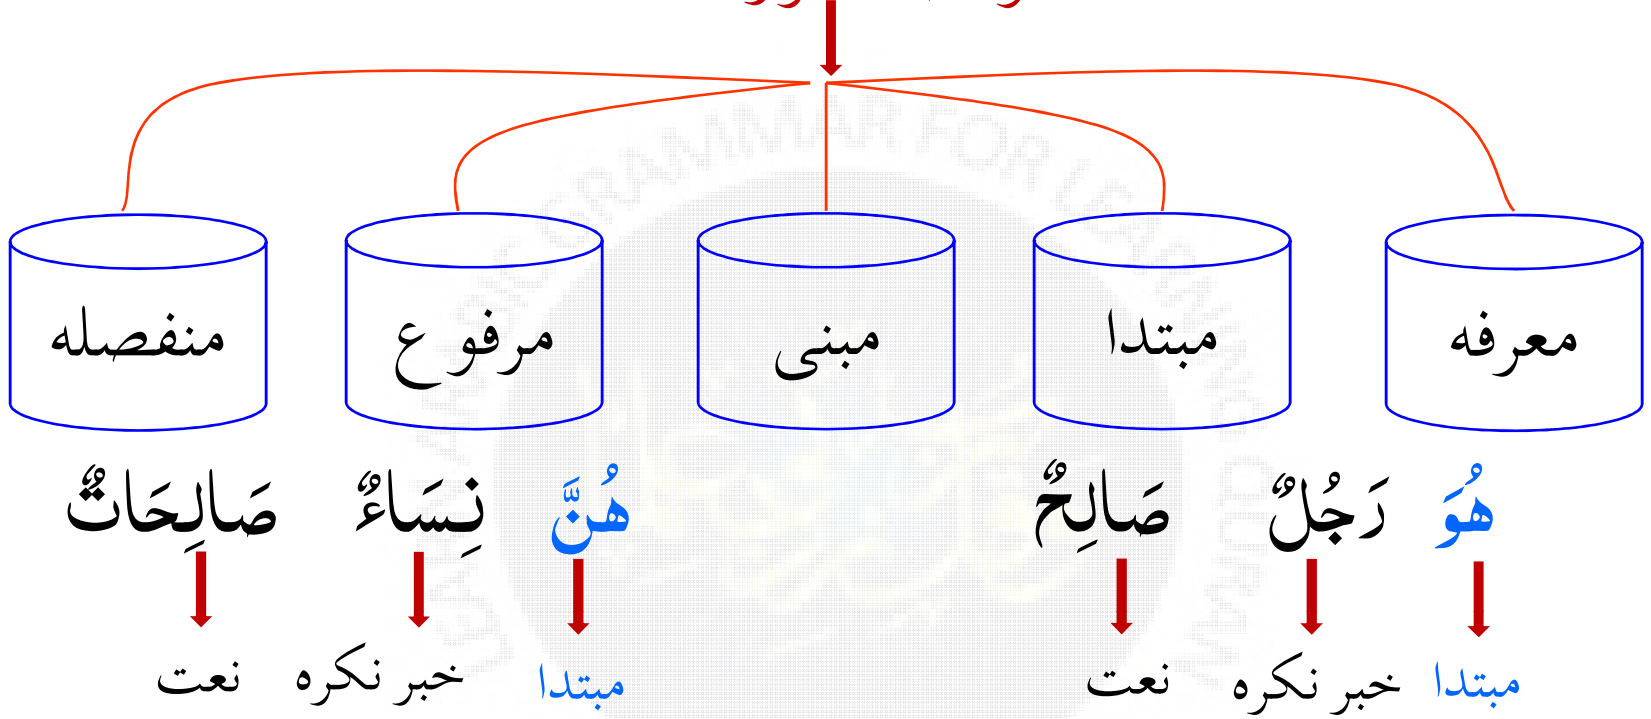 معرفه مبتدا مبنی مرفوع منفصله
هُوَ رَجُلٌ صَالِحٌ هُنَّ نِسَاءٌ صَالِحَاتٌ
مبتدا خبر نکره نعت مبتدا خبر نکره نعت